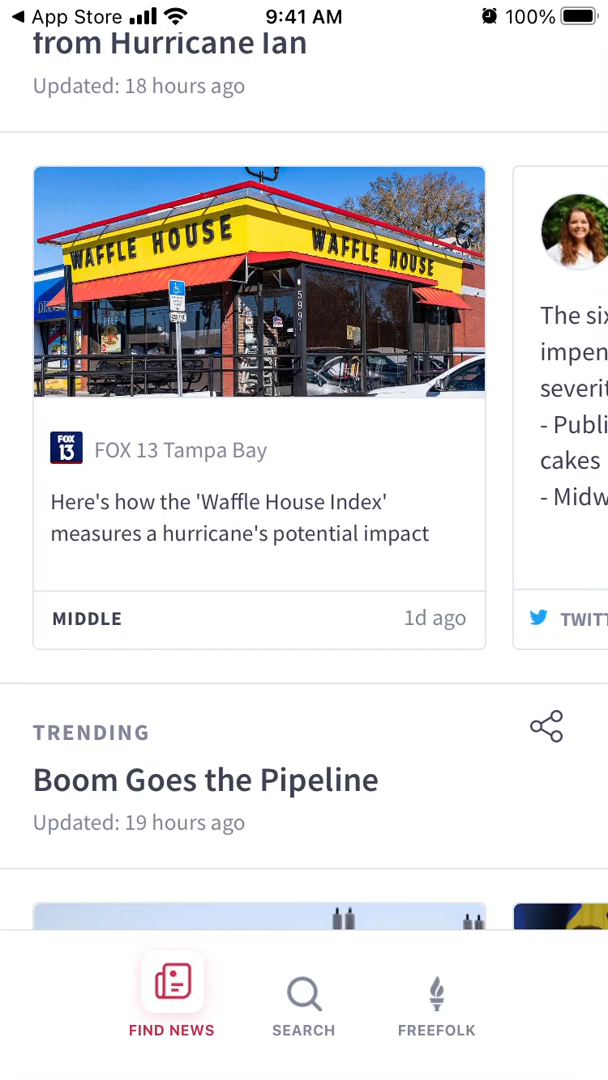 App Store
9:41 AM
100%
from Hurricane Ian
Updated: 18 hours ago
WAFFLE HOUSE
WAFFLE HOUSE
5991
FOX
13
FOX 13 Tampa Bay
Here's how the 'Waffle House Index'
measures a hurricane's potential impact
MIDDLE
1d ago
The six
impen
severit
- Publi
cakes
- Midw
TWITT
TRENDING
Boom Goes the Pipeline
Updated: 19 hours ago
FIND NEWS
SEARCH
FREEFOLK